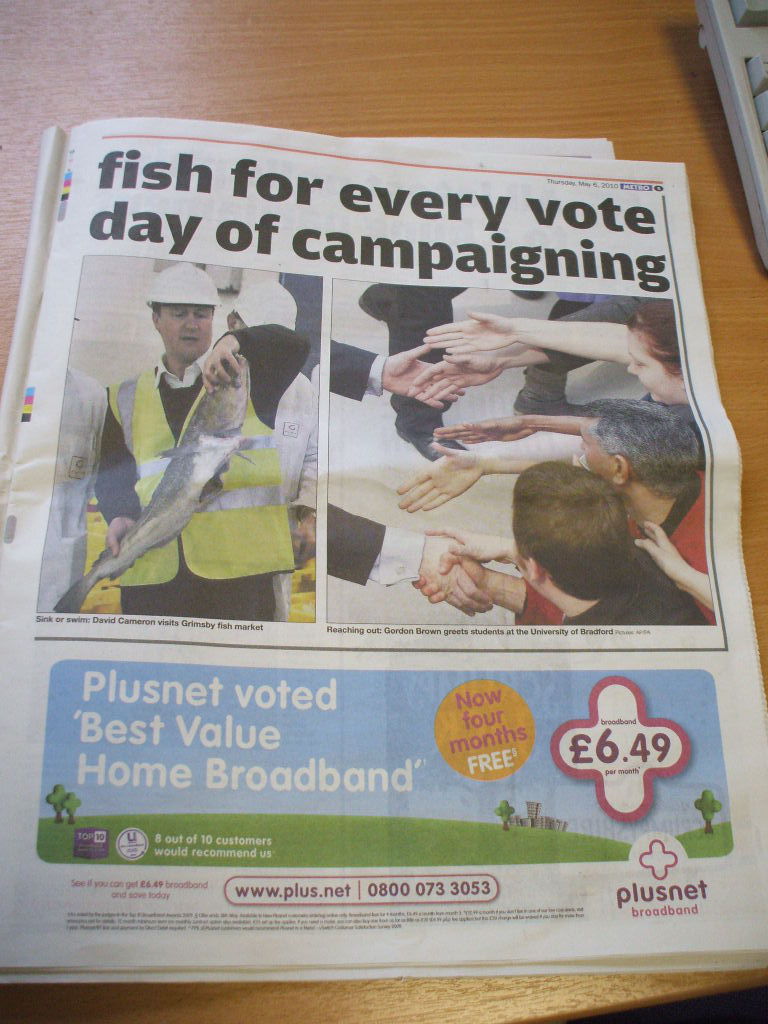 Thursday, May 6, 2010 METRO
fish for every vote
day of campaigning
Sink or swim: David Cameron visits Grimsby fish market
Reaching out: Gordon Brown greets students at the University of Bradford Pictures: AP/PA
Plusnet voted
'Best Value
Home Broadband'†
Now
four
months
FREE§
broadband
£6.49
per month*
TOP 10
8 out of 10 customers
would recommend us
See if you can get £6.49 broadband
and save today
www.plus.net | 0800 073 3053
plusnet
broadband